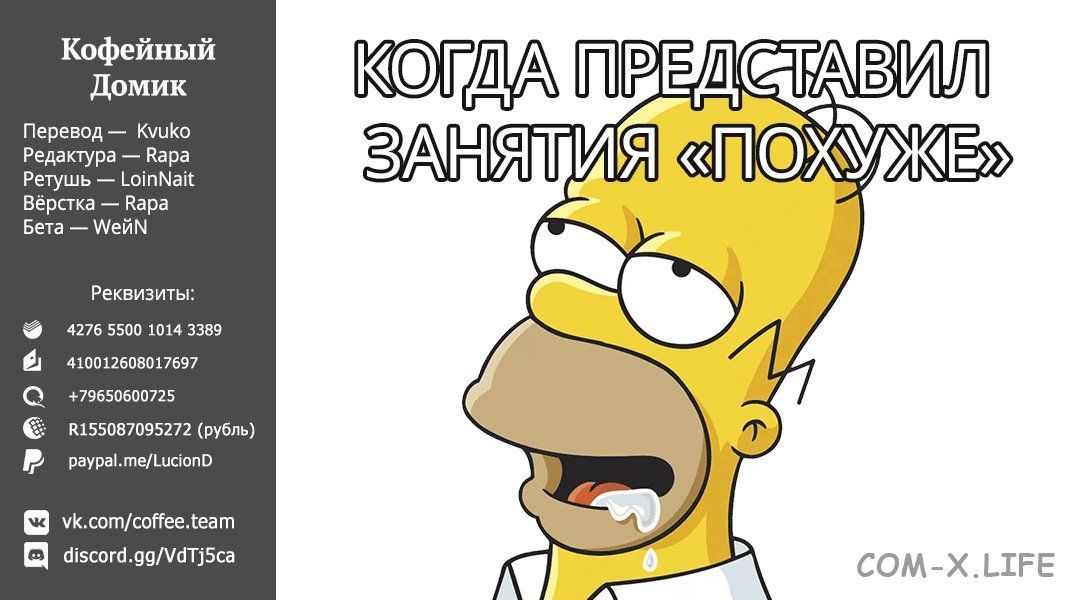 Кофейный
Домик
Перевод — Kvuko
Редактура — Rapa
Ретушь — LoinNait
Вёрстка — Rapa
Бета — WейN
Реквизиты:
4276 5500 1014 3389
410012608017697
+79650600725
R155087095272 (рубль)
paypal.me/LucionD
vk.com/coffee.team
discord.gg/VdTj5ca
КОГДА ПРЕДСТАВИЛ
ЗАНЯТИЯ «ПОХУЖЕ»
COM-X.LIFE